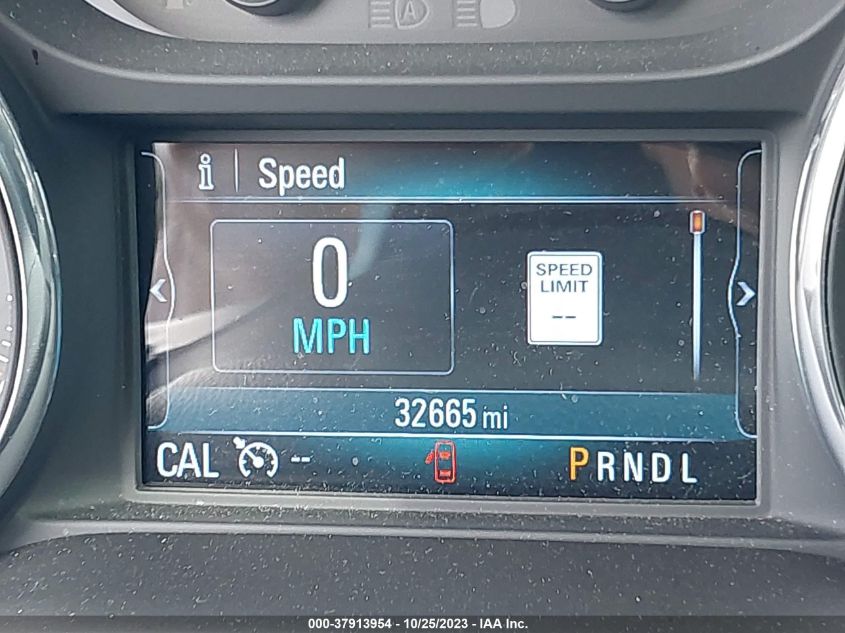 A
i | Speed
0
MPH
SPEED
LIMIT
--
32665 mi
CAL --
PRNDL
000-37913954 - 10/25/2023 - IAA Inc.